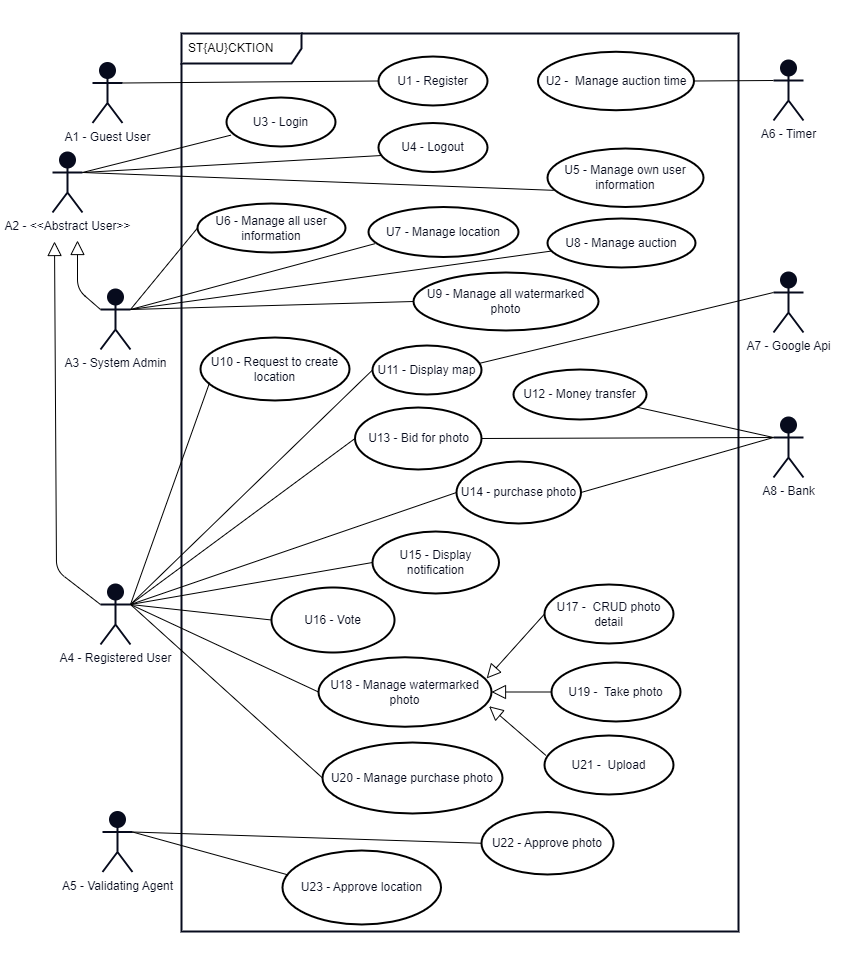 ST{AU}CKTION
U1 - Register
U2 -  Manage auction time
A1 - Guest User
A6 - Timer
U3 - Login
U4 - Logout
U5 - Manage own user
information
A2 - <<Abstract User>>
U6 - Manage all user
information
U7 - Manage location
U8 - Manage auction
U9 - Manage all watermarked
photo
A3 - System Admin
A7 - Google Api
U10 - Request to create
location
U11 - Display map
U12 - Money transfer
U13 - Bid for photo
A8 - Bank
U14 - purchase photo
U15 - Display
notification
U16 - Vote
U17 -  CRUD photo
detail
A4 - Registered User
U18 - Manage watermarked
photo
U19 -  Take photo
U20 - Manage purchase photo
U21 -  Upload
U22 - Approve photo
A5 - Validating Agent
U23 - Approve location